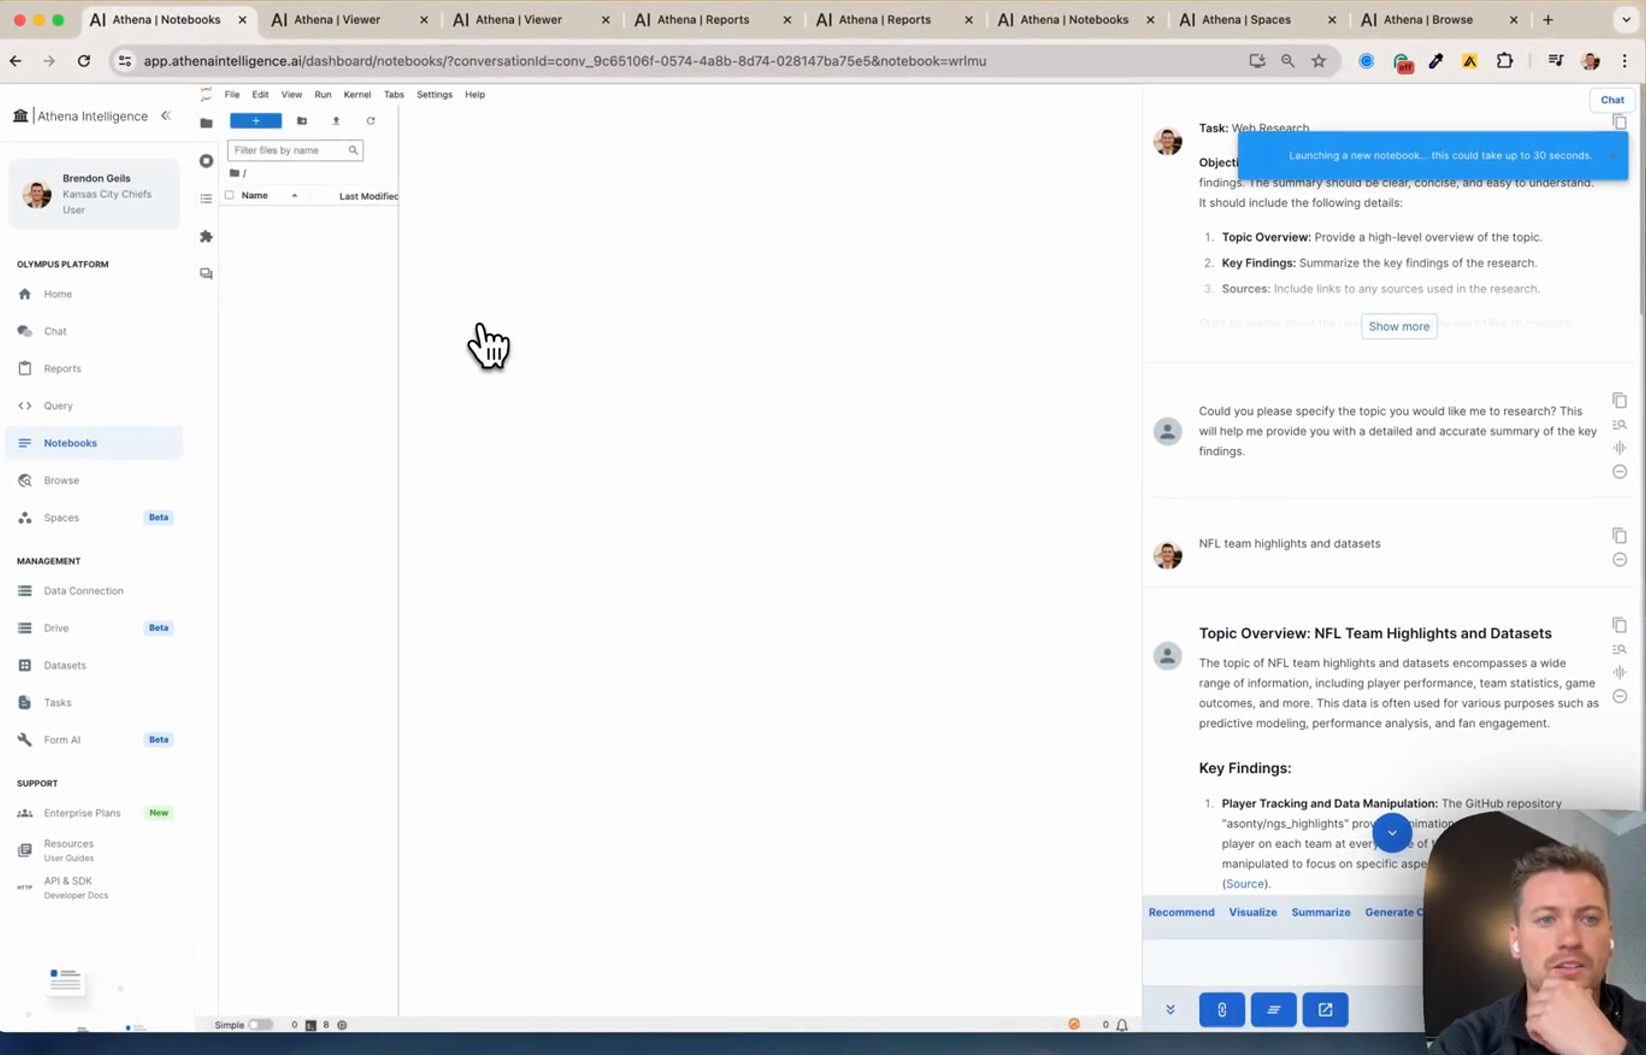 Athena | Notebooks
Athena | Viewer
Athena | Viewer
Athena | Reports
Athena | Reports
Athena | Notebooks
Athena | Spaces
Athena | Browse
app.athenaintelligence.ai/dashboard/notebooks/?conversationId=conv_9c65106f-0574-4a8b-8d74-028147ba75e5&notebook=wrlmu
off
Athena Intelligence
Brendon Geils
Kansas City Chiefs
User
OLYMPUS PLATFORM
Home
Chat
Reports
Query
Notebooks
Browse
Spaces Beta
MANAGEMENT
Data Connection
Drive Beta
Datasets
Tasks
Form AI Beta
SUPPORT
Enterprise Plans New
Resources
User Guides
HTTP API & SDK
Developer Docs
File Edit View Run Kernel Tabs Settings Help
+
Filter files by name
/
Name Last Modified
Simple 0 8 0
Chat
Task: Web Research
Launching a new notebook... this could take up to 30 seconds.
Objecti
findings. The summary should be clear, concise, and easy to understand.
It should include the following details:
1. Topic Overview: Provide a high-level overview of the topic.
2. Key Findings: Summarize the key findings of the research.
3. Sources: Include links to any sources used in the research.
Start by asking about the would like to research
Show more
Could you please specify the topic you would like me to research? This
will help me provide you with a detailed and accurate summary of the key
findings.
NFL team highlights and datasets
Topic Overview: NFL Team Highlights and Datasets
The topic of NFL team highlights and datasets encompasses a wide
range of information, including player performance, team statistics, game
outcomes, and more. This data is often used for various purposes such as
predictive modeling, performance analysis, and fan engagement.
Key Findings:
1. Player Tracking and Data Manipulation: The GitHub repository
"asonty/ngs_highlights" prov nimation
player on each team at every of t
manipulated to focus on specific aspe
(Source).
Recommend Visualize Summarize Generate C